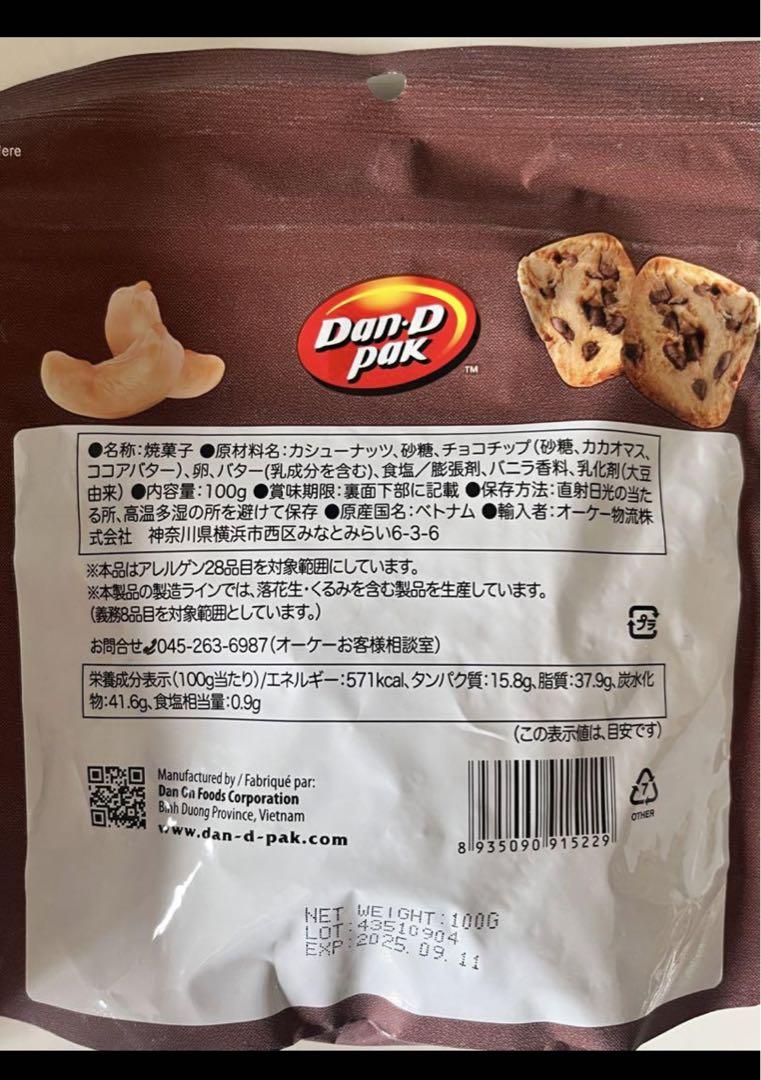 Here
Dan·D
pak
TM
●名称:焼菓子 ●原材料名:カシューナッツ、砂糖、チョコチップ(砂糖、カカオマス、
ココアバター)、卵、バター(乳成分を含む)、食塩/膨張剤、バニラ香料、乳化剤(大豆
由来) ●内容量:100g ●賞味期限:裏面下部に記載 ●保存方法:直射日光の当た
る所、高温多湿の所を避けて保存 ●原産国名:ベトナム ●輸入者:オーケー物流株
式会社 神奈川県横浜市西区みなとみらい6-3-6
※本品はアレルゲン28品目を対象範囲にしています。
※本製品の製造ラインでは、落花生・くるみを含む製品を生産しています。
(義務8品目を対象範囲としています。)
プラ
お問合せ 045-263-6987(オーケーお客様相談室)
栄養成分表示(100g当たり)/エネルギー:571kcal、タンパク質:15.8g、脂質:37.9g、炭水化
物:41.6g、食塩相当量:0.9g
(この表示値は、目安です)
Manufactured by / Fabriqué par:
Dan On Foods Corporation
Binh Duong Province, Vietnam
www.dan-d-pak.com
8 935090 915229
7
OTHER
NET WEIGHT:100G
LOT:43510904
EXP:2025.09.11